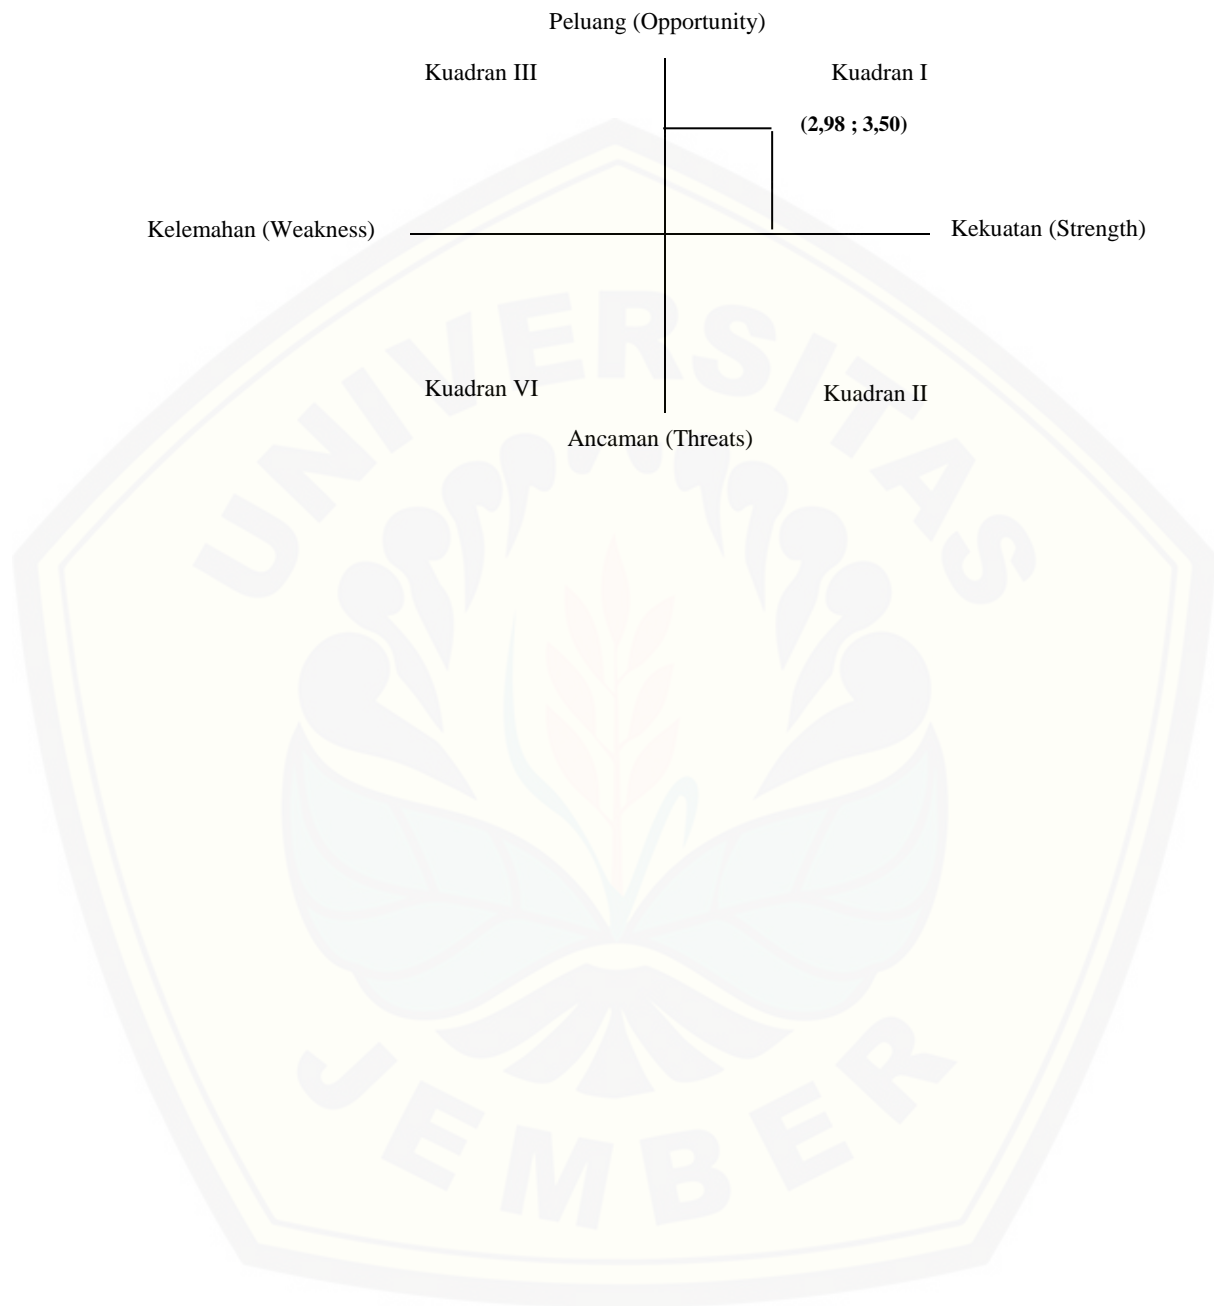 Peluang (Opportunity)
Kuadran III
Kuadran I
(2,98 ; 3,50)
Kelemahan (Weakness)
Kekuatan (Strength)
Kuadran VI
Kuadran II
Ancaman (Threats)
UNIVERSITAS
JEMBER